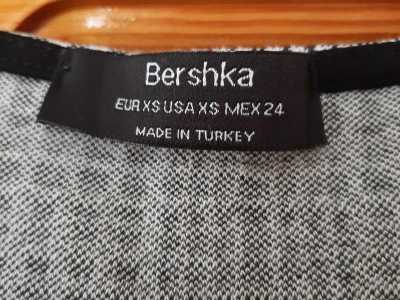 Bershka
EUR XS USA XS MEX 24
MADE IN TURKEY